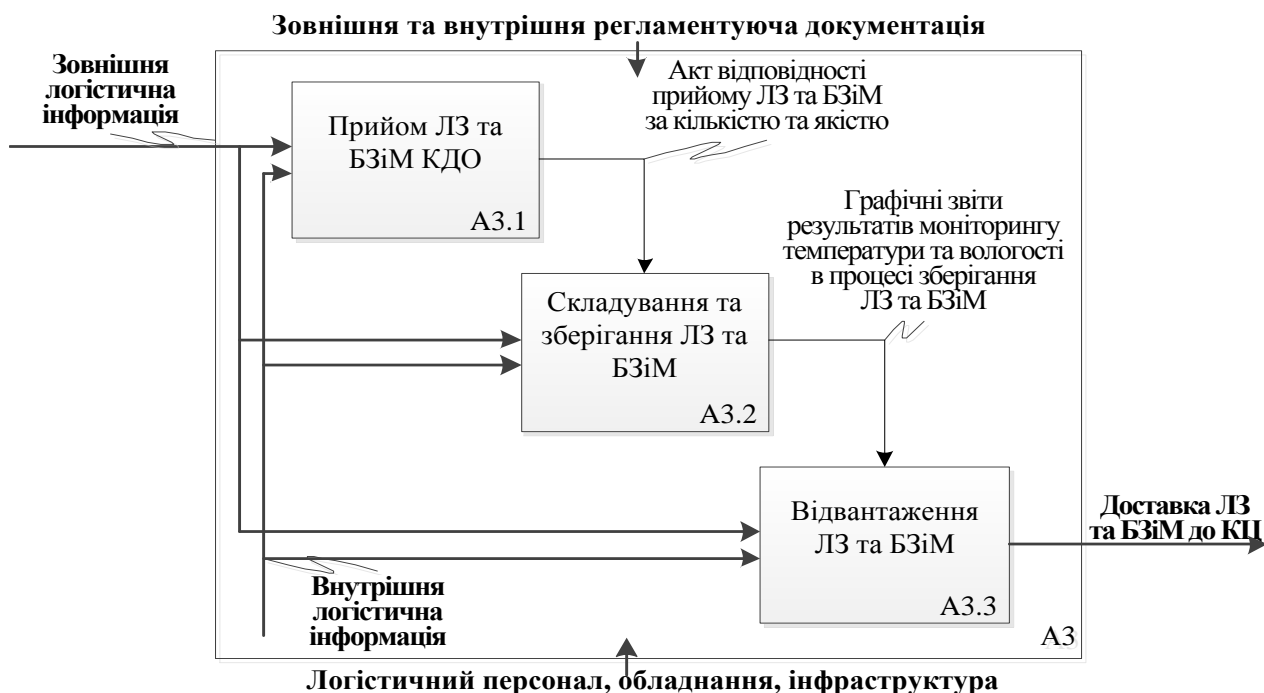 Зовнішня та внутрішня регламентуюча документація
Зовнішня
логістична
інформація
Акт відповідності
прийому ЛЗ та БЗіМ
за кількістю та якістю
Прийом ЛЗ та
БЗіМ КДО
А3.1
Графічні звіти
результатів моніторингу
температури та вологості
в процесі зберігання
ЛЗ та БЗіМ
Складування та
зберігання ЛЗ та
БЗіМ
А3.2
Відвантаження
ЛЗ та БЗіМ
А3.3
Доставка ЛЗ
та БЗіМ до КЦ
Внутрішня
логістична
інформація
А3
Логістичний персонал, обладнання, інфраструктура